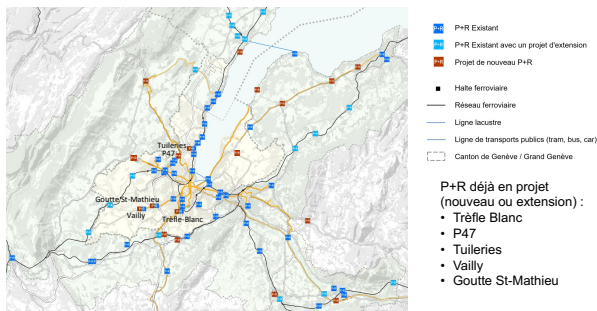 Tuileries
P47
Goutte St-Mathieu
Vailly
Trèfle-Blanc
P+R P+R Existant
P+R P+R Existant avec un projet d'extension
P+R Projet de nouveau P+R
Halte ferroviaire
Réseau ferroviaire
Ligne lacustre
Ligne de transports publics (tram, bus, car)
Canton de Genève / Grand Genève
P+R déjà en projet
(nouveau ou extension) :
• Trèfle Blanc
• P47
• Tuileries
• Vailly
• Goutte St-Mathieu